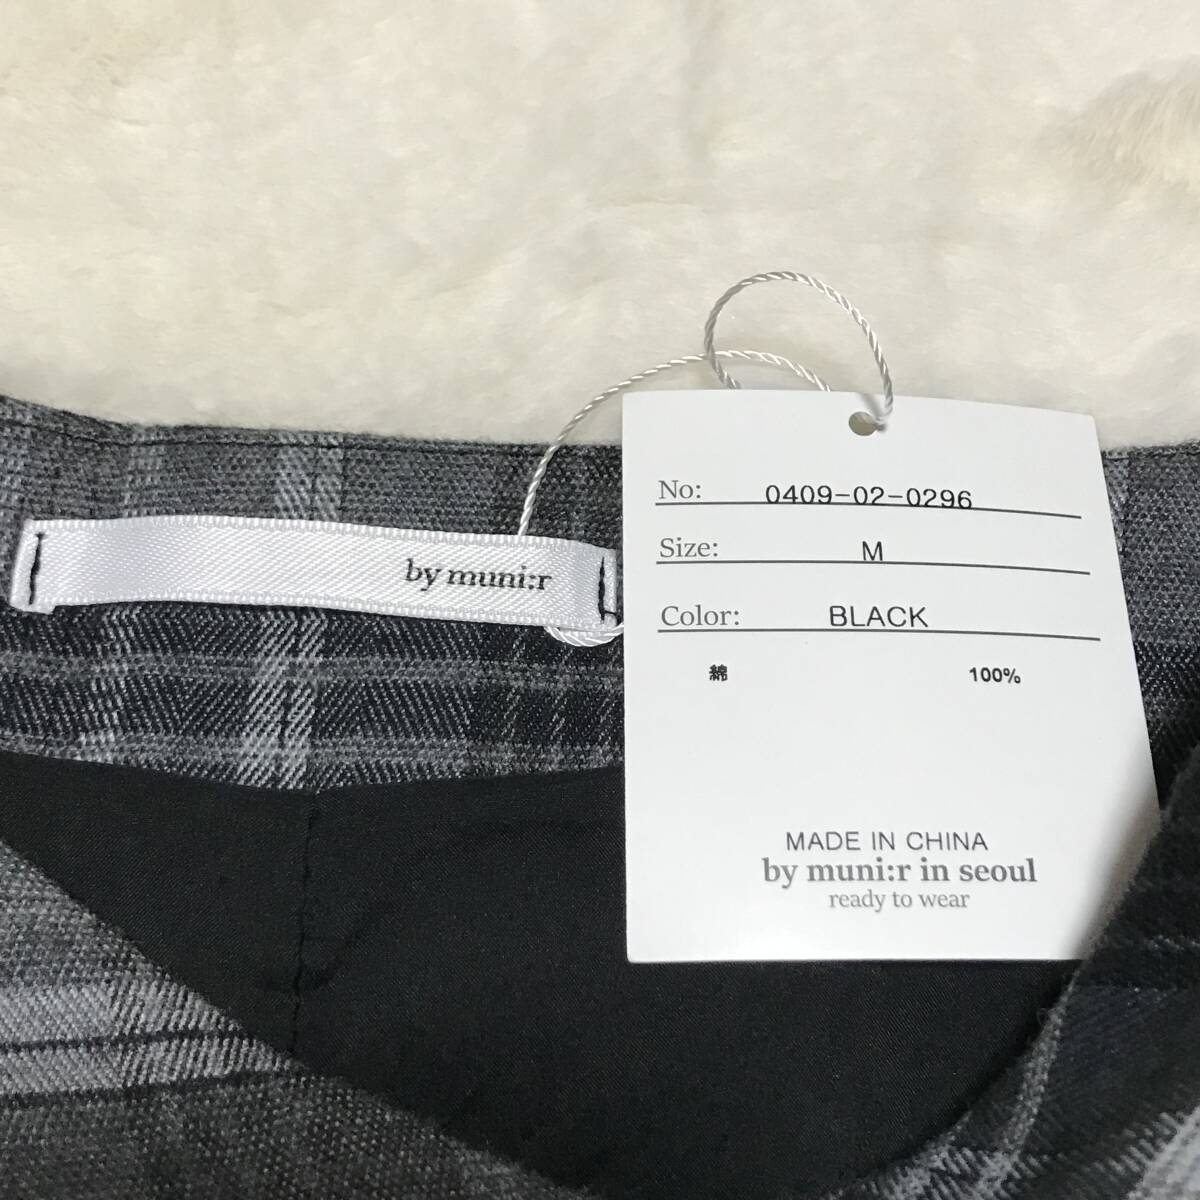 by muni:r
No: 0409-02-0296
Size: M
Color: BLACK
綿 100%
MADE IN CHINA
by muni:r in seoul
ready to wear